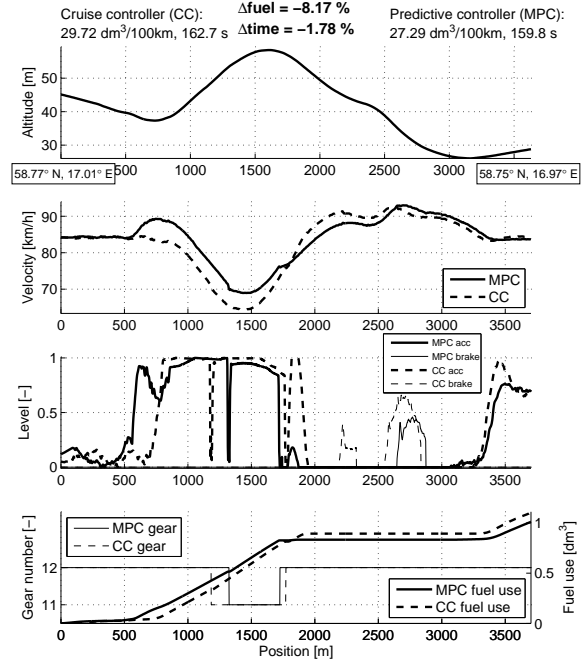 Cruise controller (CC):
29.72 dm³/100km, 162.7 s
Δfuel = −8.17 %
Δtime = −1.78 %
Predictive controller (MPC):
27.29 dm³/100km, 159.8 s
Altitude [m]
50
40
30
500 1000 1500 2000 2500 3000
58.77° N, 17.01° E
58.75° N, 16.97° E
Velocity [km/h]
90
80
70
MPC
CC
0 500 1000 1500 2000 2500 3000 3500
Level [−]
1
0.5
0
MPC acc
MPC brake
CC acc
CC brake
0 500 1000 1500 2000 2500 3000 3500
Gear number [−]
12
11
MPC gear
CC gear
MPC fuel use
CC fuel use
1
0.5
0
Fuel use [dm³]
0 500 1000 1500 2000 2500 3000 3500
Position [m]